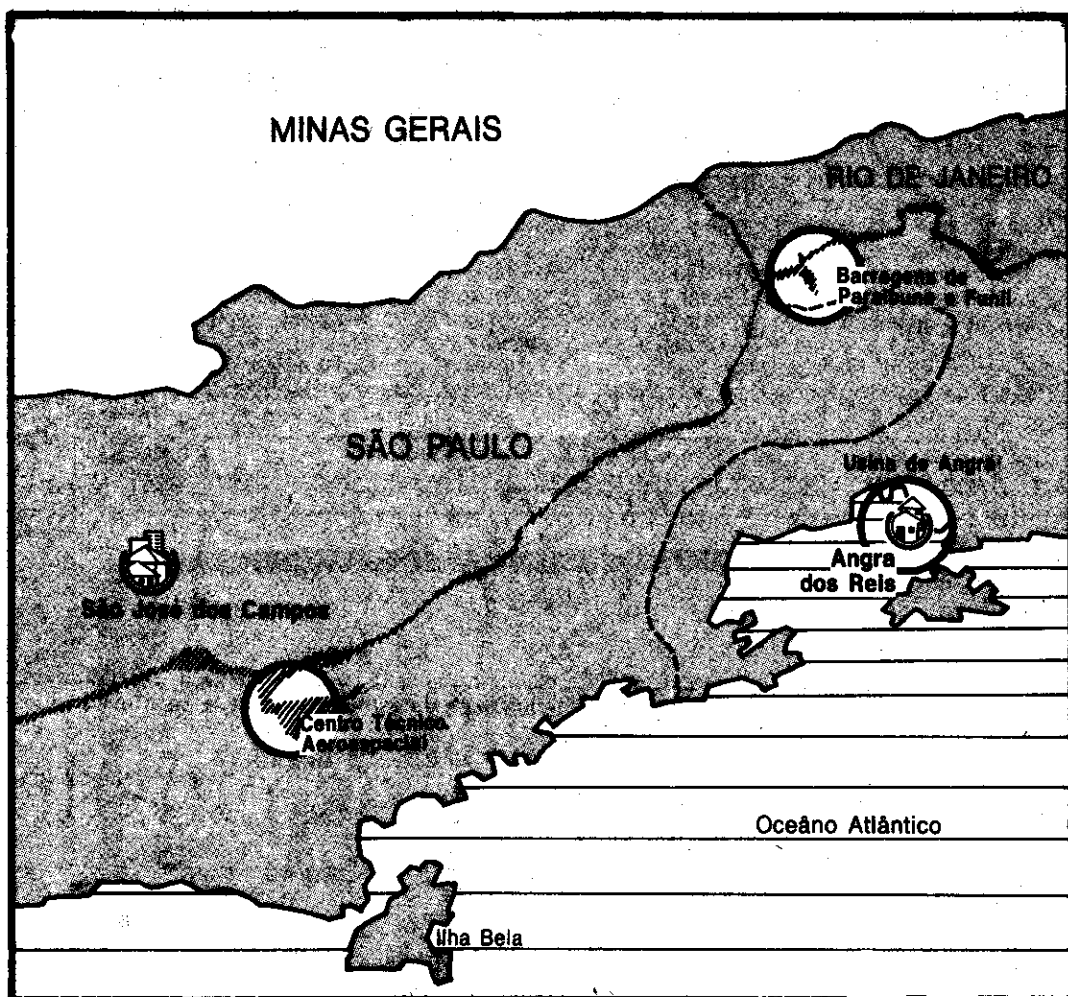 MINAS GERAIS
RIO DE JANEIRO
Barragens de
Paraibuna e Funil
SÃO PAULO
Usina de Angra
Angra
dos Reis
São José dos Campos
Centro Técnico
Aeroespacial
Oceâno Atlântico
Ilha Bela